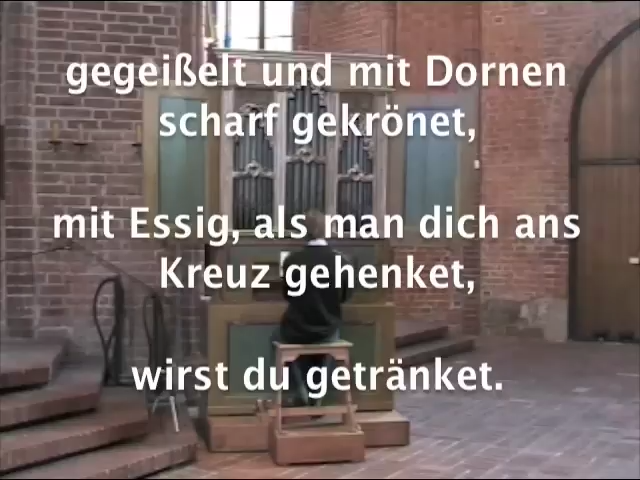 gegeißelt und mit Dornen
scharf gekrönet,
mit Essig, als man dich ans
Kreuz gehenket,
wirst du getränket.